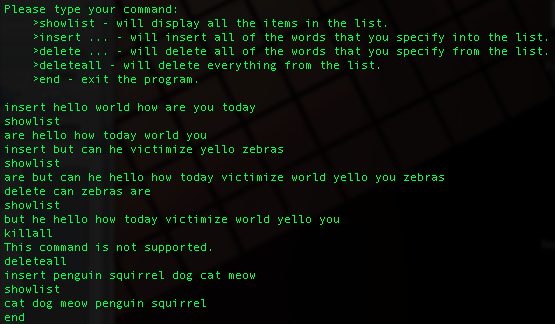 Please type your command:
>showlist - will display all the items in the list.
>insert ... - will insert all of the words that you specify into the list.
>delete ... - will delete all of the words that you specify from the list.
>deleteall - will delete everything from the list.
>end - exit the program.
insert hello world how are you today
showlist
are hello how today world you
insert but can he victimize yello zebras
showlist
are but can he hello how today victimize world yello you zebras
delete can zebras are
showlist
but he hello how today victimize world yello you
killall
This command is not supported.
deleteall
insert penguin squirrel dog cat meow
showlist
cat dog meow penguin squirrel
end